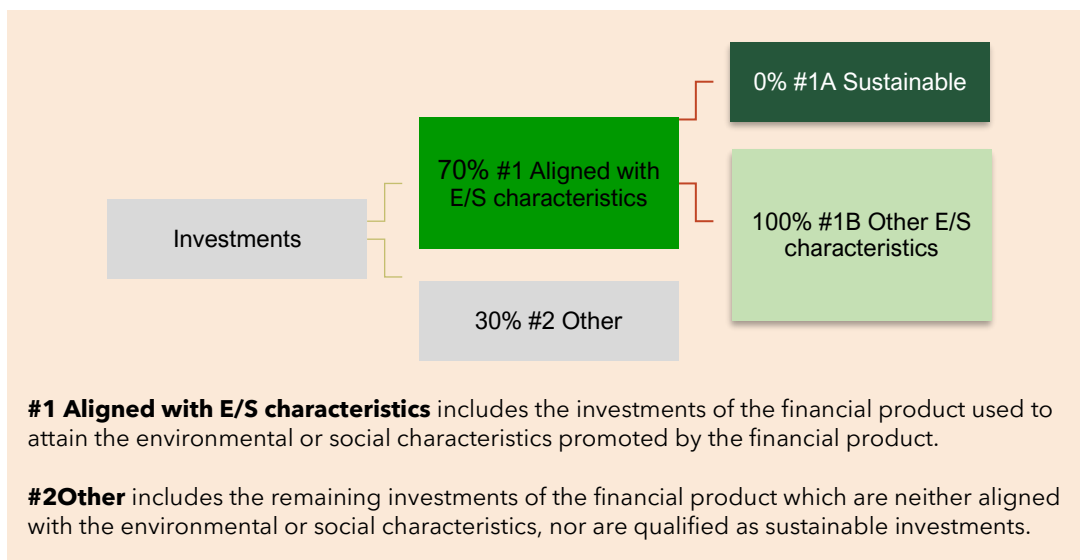 0% #1A Sustainable
70% #1 Aligned with
E/S characteristics
Investments
100% #1B Other E/S
characteristics
30% #2 Other
#1 Aligned with E/S characteristics includes the investments of the financial product used to
attain the environmental or social characteristics promoted by the financial product.
#2Other includes the remaining investments of the financial product which are neither aligned
with the environmental or social characteristics, nor are qualified as sustainable investments.